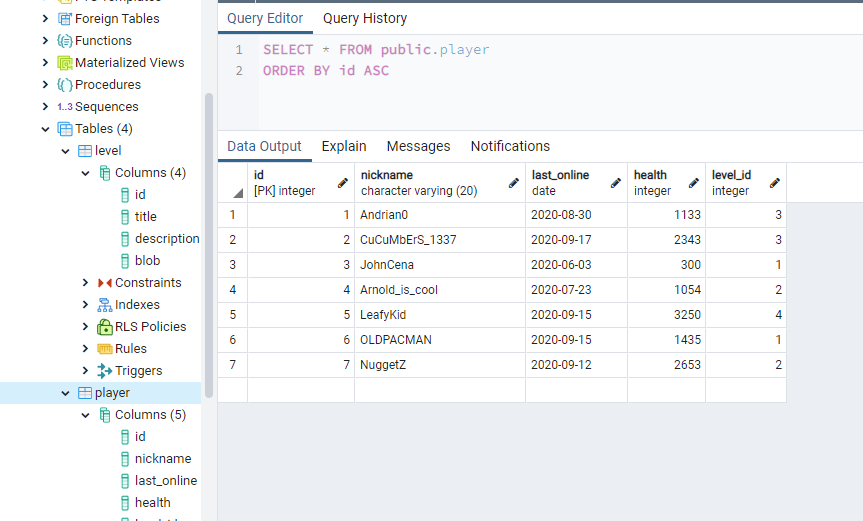 Foreign Tables
Functions
Materialized Views
Procedures
1..3 Sequences
Tables (4)
level
Columns (4)
id
title
description
blob
Constraints
Indexes
RLS Policies
Rules
Triggers
player
Columns (5)
id
nickname
last_online
health
Query Editor Query History
1 SELECT * FROM public.player
2 ORDER BY id ASC
Data Output Explain Messages Notifications
id nickname last_online health level_id
[PK] integer character varying (20) date integer integer
1 1 Andrian0 2020-08-30 1133 3
2 2 CuCuMbErS_1337 2020-09-17 2343 3
3 3 JohnCena 2020-06-03 300 1
4 4 Arnold_is_cool 2020-07-23 1054 2
5 5 LeafyKid 2020-09-15 3250 4
6 6 OLDPACMAN 2020-09-15 1435 1
7 7 NuggetZ 2020-09-12 2653 2